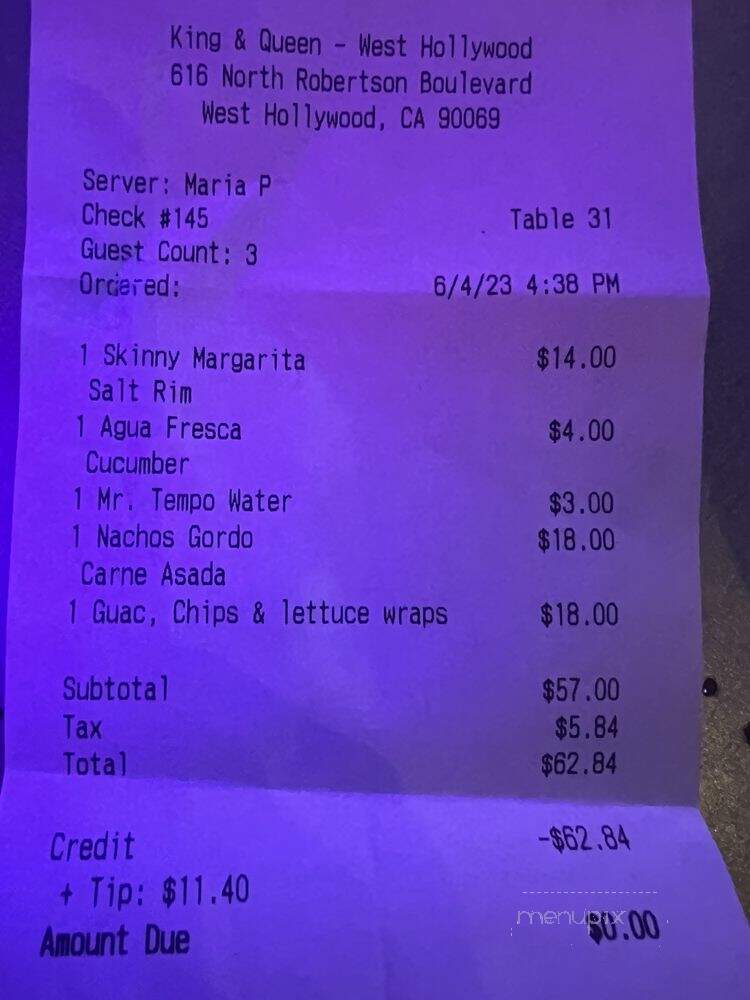 King & Queen - West Hollywood
616 North Robertson Boulevard
West Hollywood, CA 90069
Server: Maria P
Check #145 Table 31
Guest Count: 3
Ordered: 6/4/23 4:38 PM
1 Skinny Margarita $14.00
Salt Rim
1 Agua Fresca $4.00
Cucumber
1 Mr. Tempo Water $3.00
1 Nachos Gordo $18.00
Carne Asada
1 Guac, Chips & lettuce wraps $18.00
Subtotal $57.00
Tax $5.84
Total $62.84
Credit -$62.84
+ Tip: $11.40
menupix
Amount Due $0.00